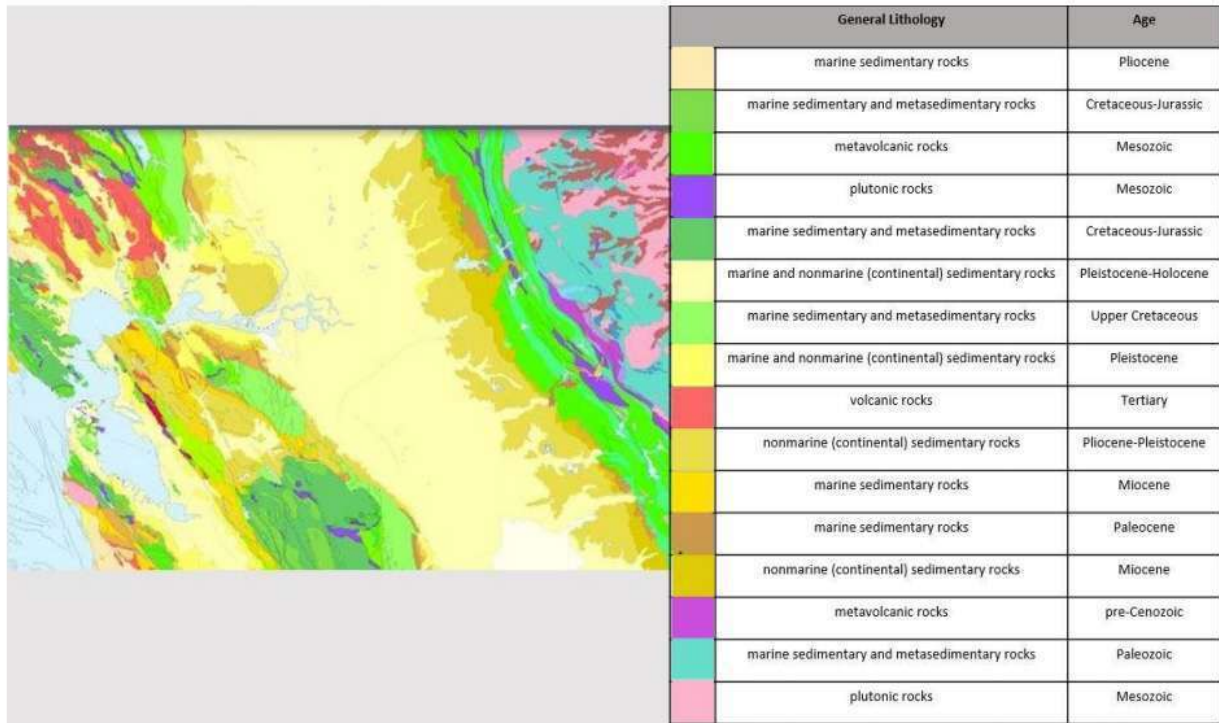 General Lithology Age
marine sedimentary rocks Pliocene
marine sedimentary and metasedimentary rocks Cretaceous-Jurassic
metavolcanic rocks Mesozoic
plutonic rocks Mesozoic
marine sedimentary and metasedimentary rocks Cretaceous-Jurassic
marine and nonmarine (continental) sedimentary rocks Pleistocene-Holocene
marine sedimentary and metasedimentary rocks Upper Cretaceous
marine and nonmarine (continental) sedimentary rocks Pleistocene
volcanic rocks Tertiary
nonmarine (continental) sedimentary rocks Pliocene-Pleistocene
marine sedimentary rocks Miocene
marine sedimentary rocks Paleocene
nonmarine (continental) sedimentary rocks Miocene
metavolcanic rocks pre-Cenozoic
marine sedimentary and metasedimentary rocks Paleozoic
plutonic rocks Mesozoic